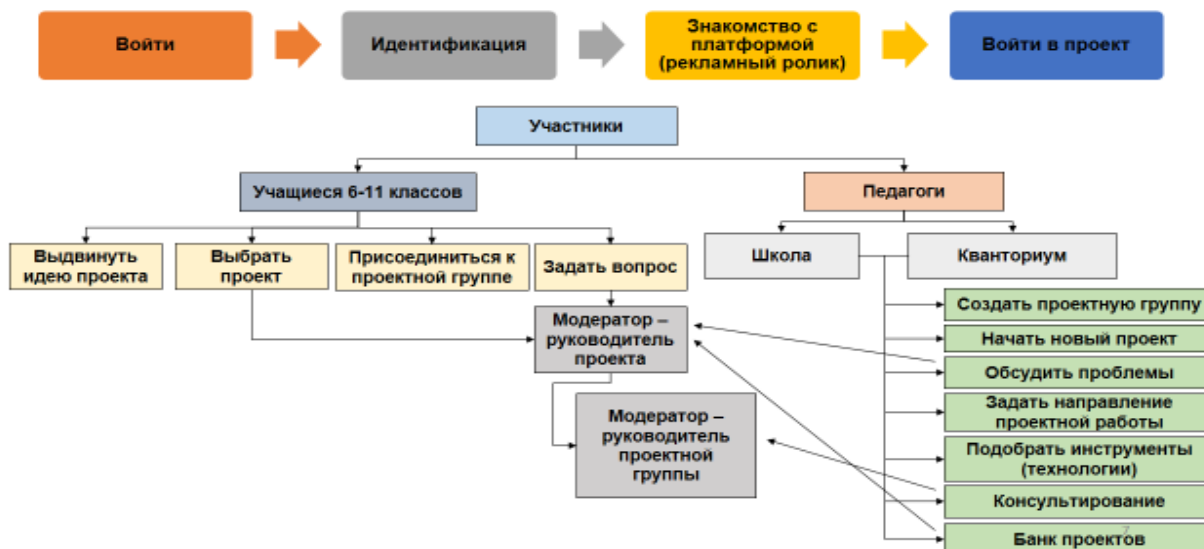 Войти
Идентификация
Знакомство с
платформой
(рекламный ролик)
Войти в проект
Участники
Учащиеся 6-11 классов
Педагоги
Выдвинуть
идею проекта
Выбрать
проект
Присоединиться к
проектной группе
Задать вопрос
Школа
Кванториум
Модератор –
руководитель
проекта
Модератор –
руководитель
проектной
группы
Создать проектную группу
Начать новый проект
Обсудить проблемы
Задать направление
проектной работы
Подобрать инструменты
(технологии)
Консультирование
Банк проектов
7